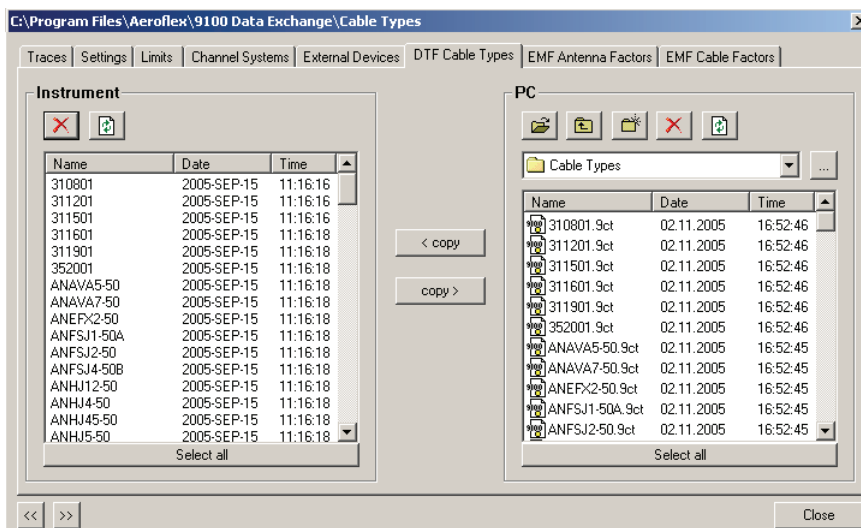 C:\Program Files\Aeroflex\9100 Data Exchange\Cable Types
Traces Settings Limits Channel Systems External Devices DTF Cable Types EMF Antenna Factors EMF Cable Factors
Instrument
Name Date Time
310801 2005-SEP-15 11:16:16
311201 2005-SEP-15 11:16:16
311501 2005-SEP-15 11:16:16
311601 2005-SEP-15 11:16:18
311901 2005-SEP-15 11:16:18
352001 2005-SEP-15 11:16:18
ANAVA5-50 2005-SEP-15 11:16:18
ANAVA7-50 2005-SEP-15 11:16:18
ANEFX2-50 2005-SEP-15 11:16:18
ANFSJ1-50A 2005-SEP-15 11:16:18
ANFSJ2-50 2005-SEP-15 11:16:18
ANFSJ4-50B 2005-SEP-15 11:16:18
ANHJ12-50 2005-SEP-15 11:16:18
ANHJ4-50 2005-SEP-15 11:16:18
ANHJ45-50 2005-SEP-15 11:16:18
ANHJ5-50 2005-SEP-15 11:16:18
Select all
< copy
copy >
PC
Cable Types
...
Name Date Time
310801.9ct 02.11.2005 16:52:46
311201.9ct 02.11.2005 16:52:46
311501.9ct 02.11.2005 16:52:46
311601.9ct 02.11.2005 16:52:46
311901.9ct 02.11.2005 16:52:46
352001.9ct 02.11.2005 16:52:46
ANAVA5-50.9ct 02.11.2005 16:52:45
ANAVA7-50.9ct 02.11.2005 16:52:45
ANEFX2-50.9ct 02.11.2005 16:52:45
ANFSJ1-50A.9ct 02.11.2005 16:52:45
ANFSJ2-50.9ct 02.11.2005 16:52:45
Select all
<< >> Close